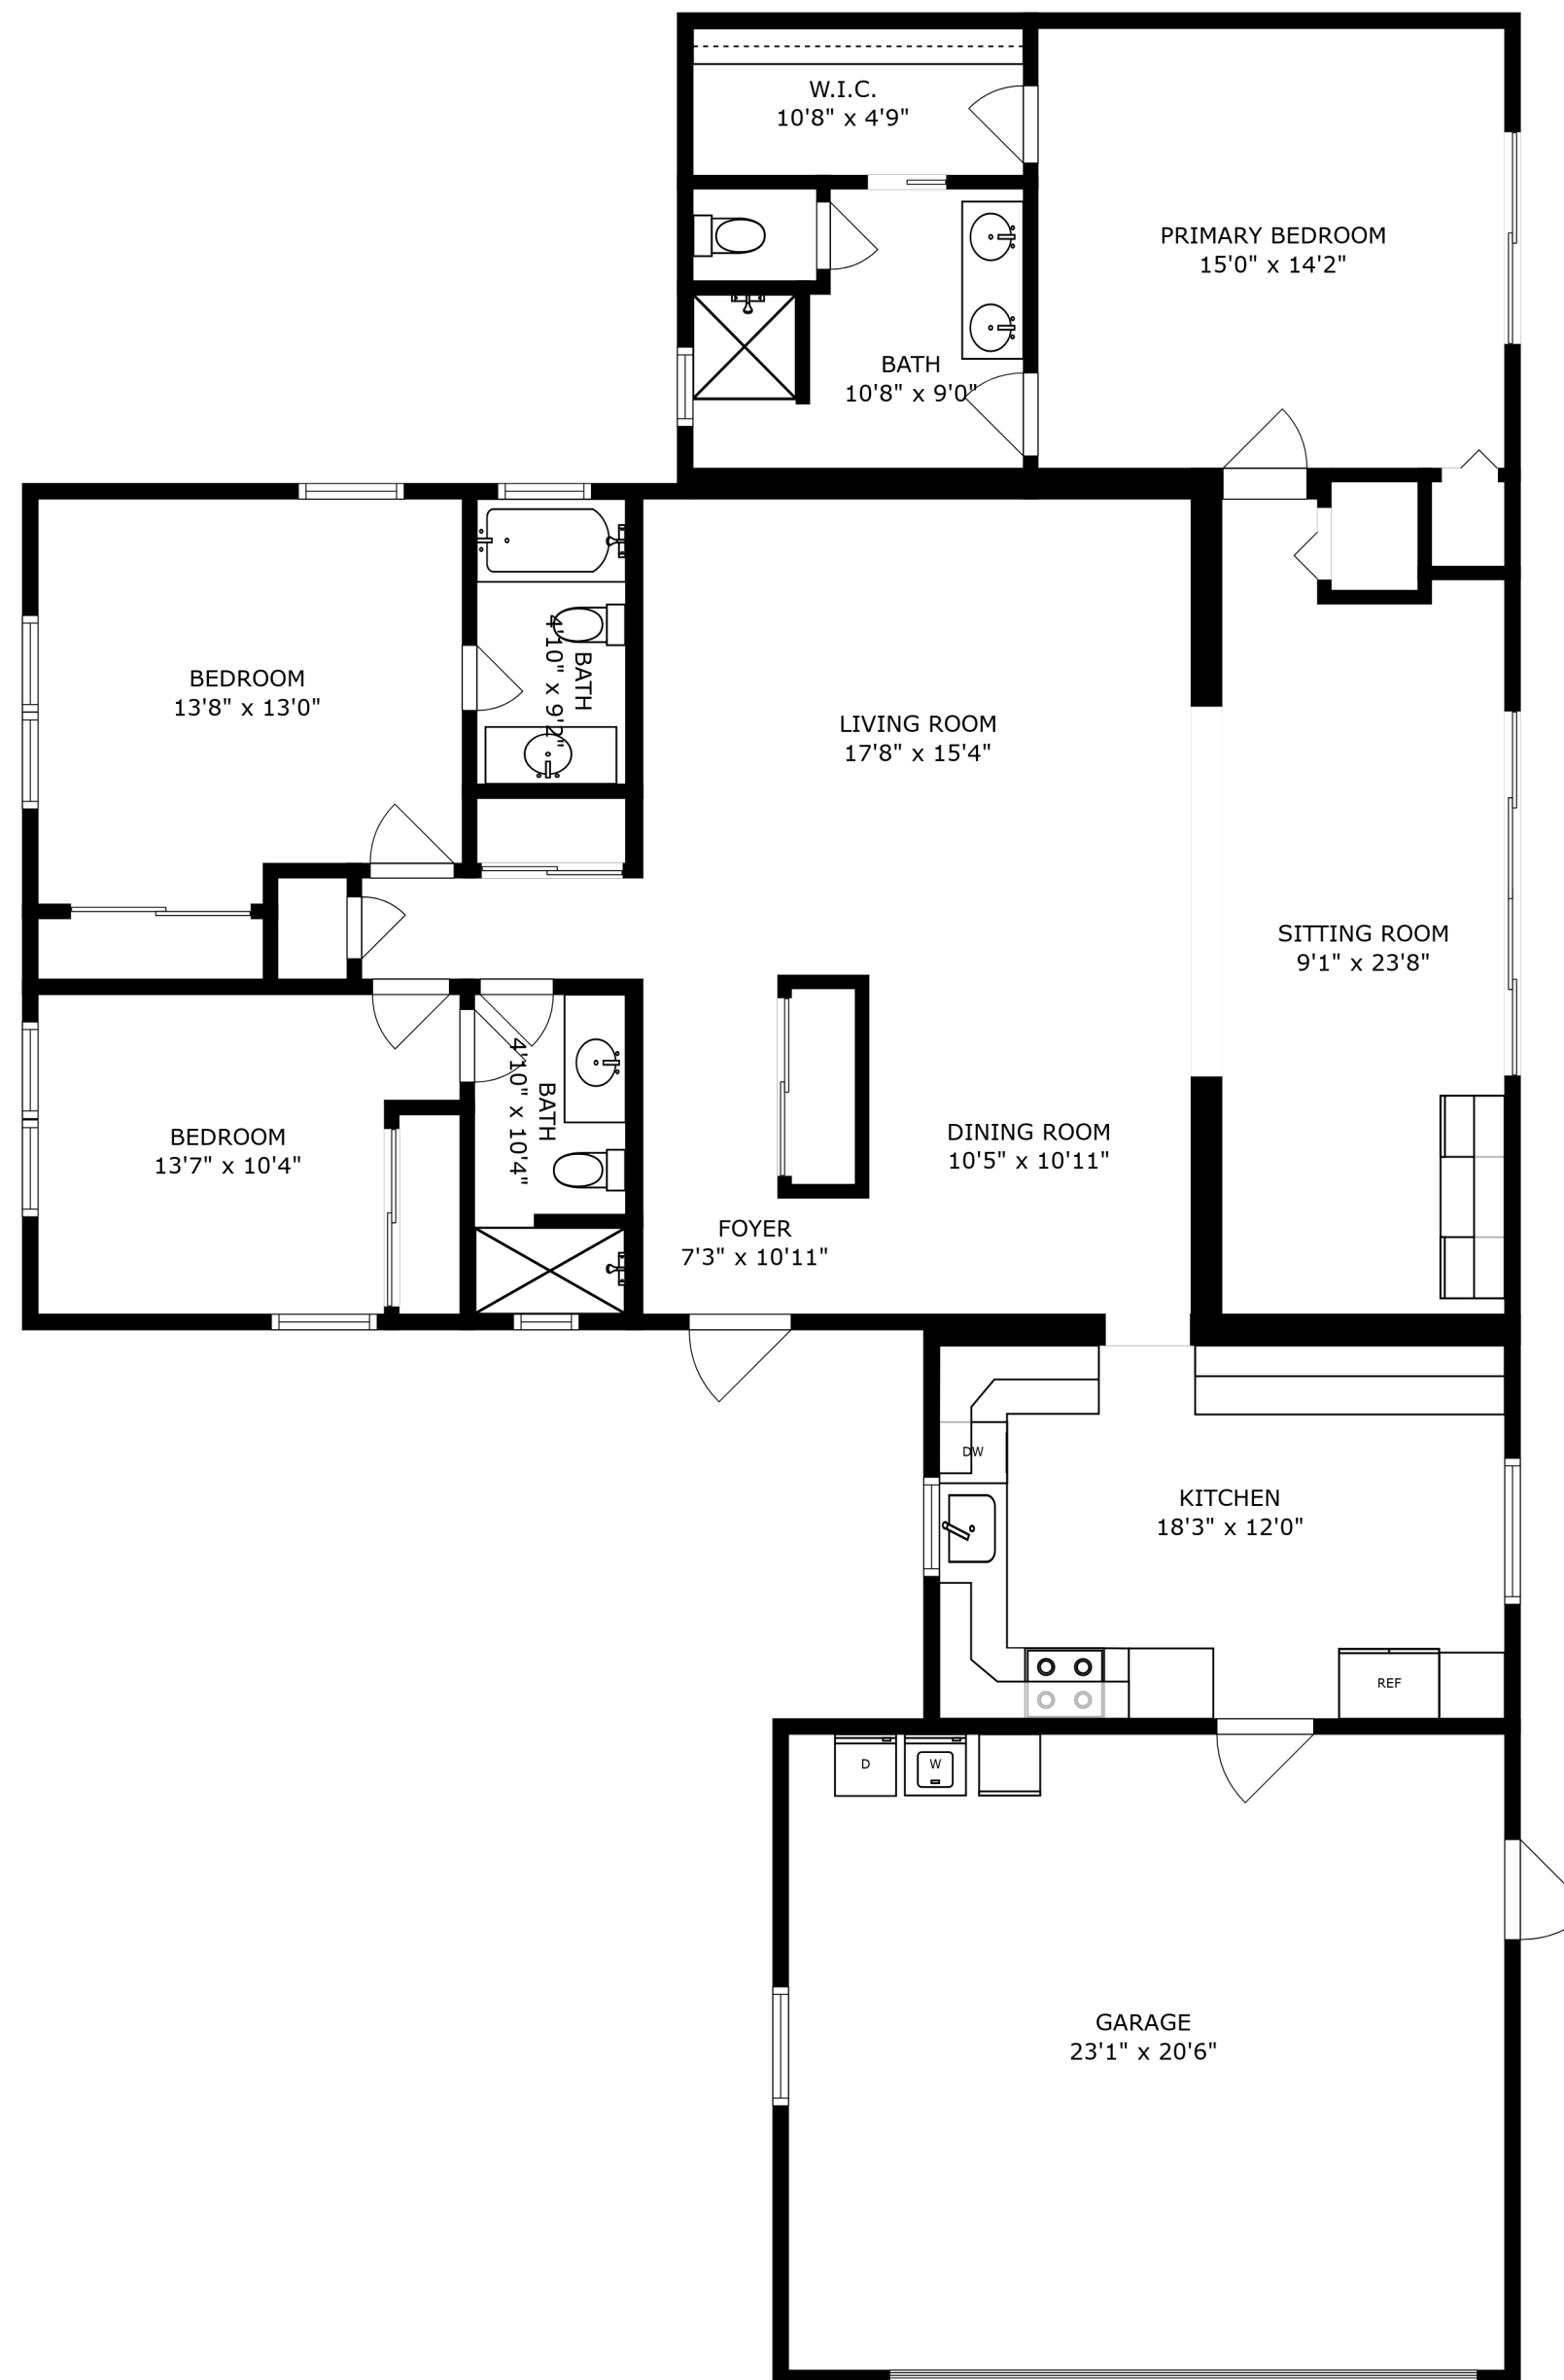 W.I.C.
10'8" x 4'9"
PRIMARY BEDROOM
15'0" x 14'2"
BATH
10'8" x 9'0"
BEDROOM
13'8" x 13'0"
BATH
4'10" x 9'2"
LIVING ROOM
17'8" x 15'4"
SITTING ROOM
9'1" x 23'8"
BEDROOM
13'7" x 10'4"
BATH
4'10" x 10'4"
DINING ROOM
10'5" x 10'11"
FOYER
7'3" x 10'11"
DW
KITCHEN
18'3" x 12'0"
REF
D
W
GARAGE
23'1" x 20'6"